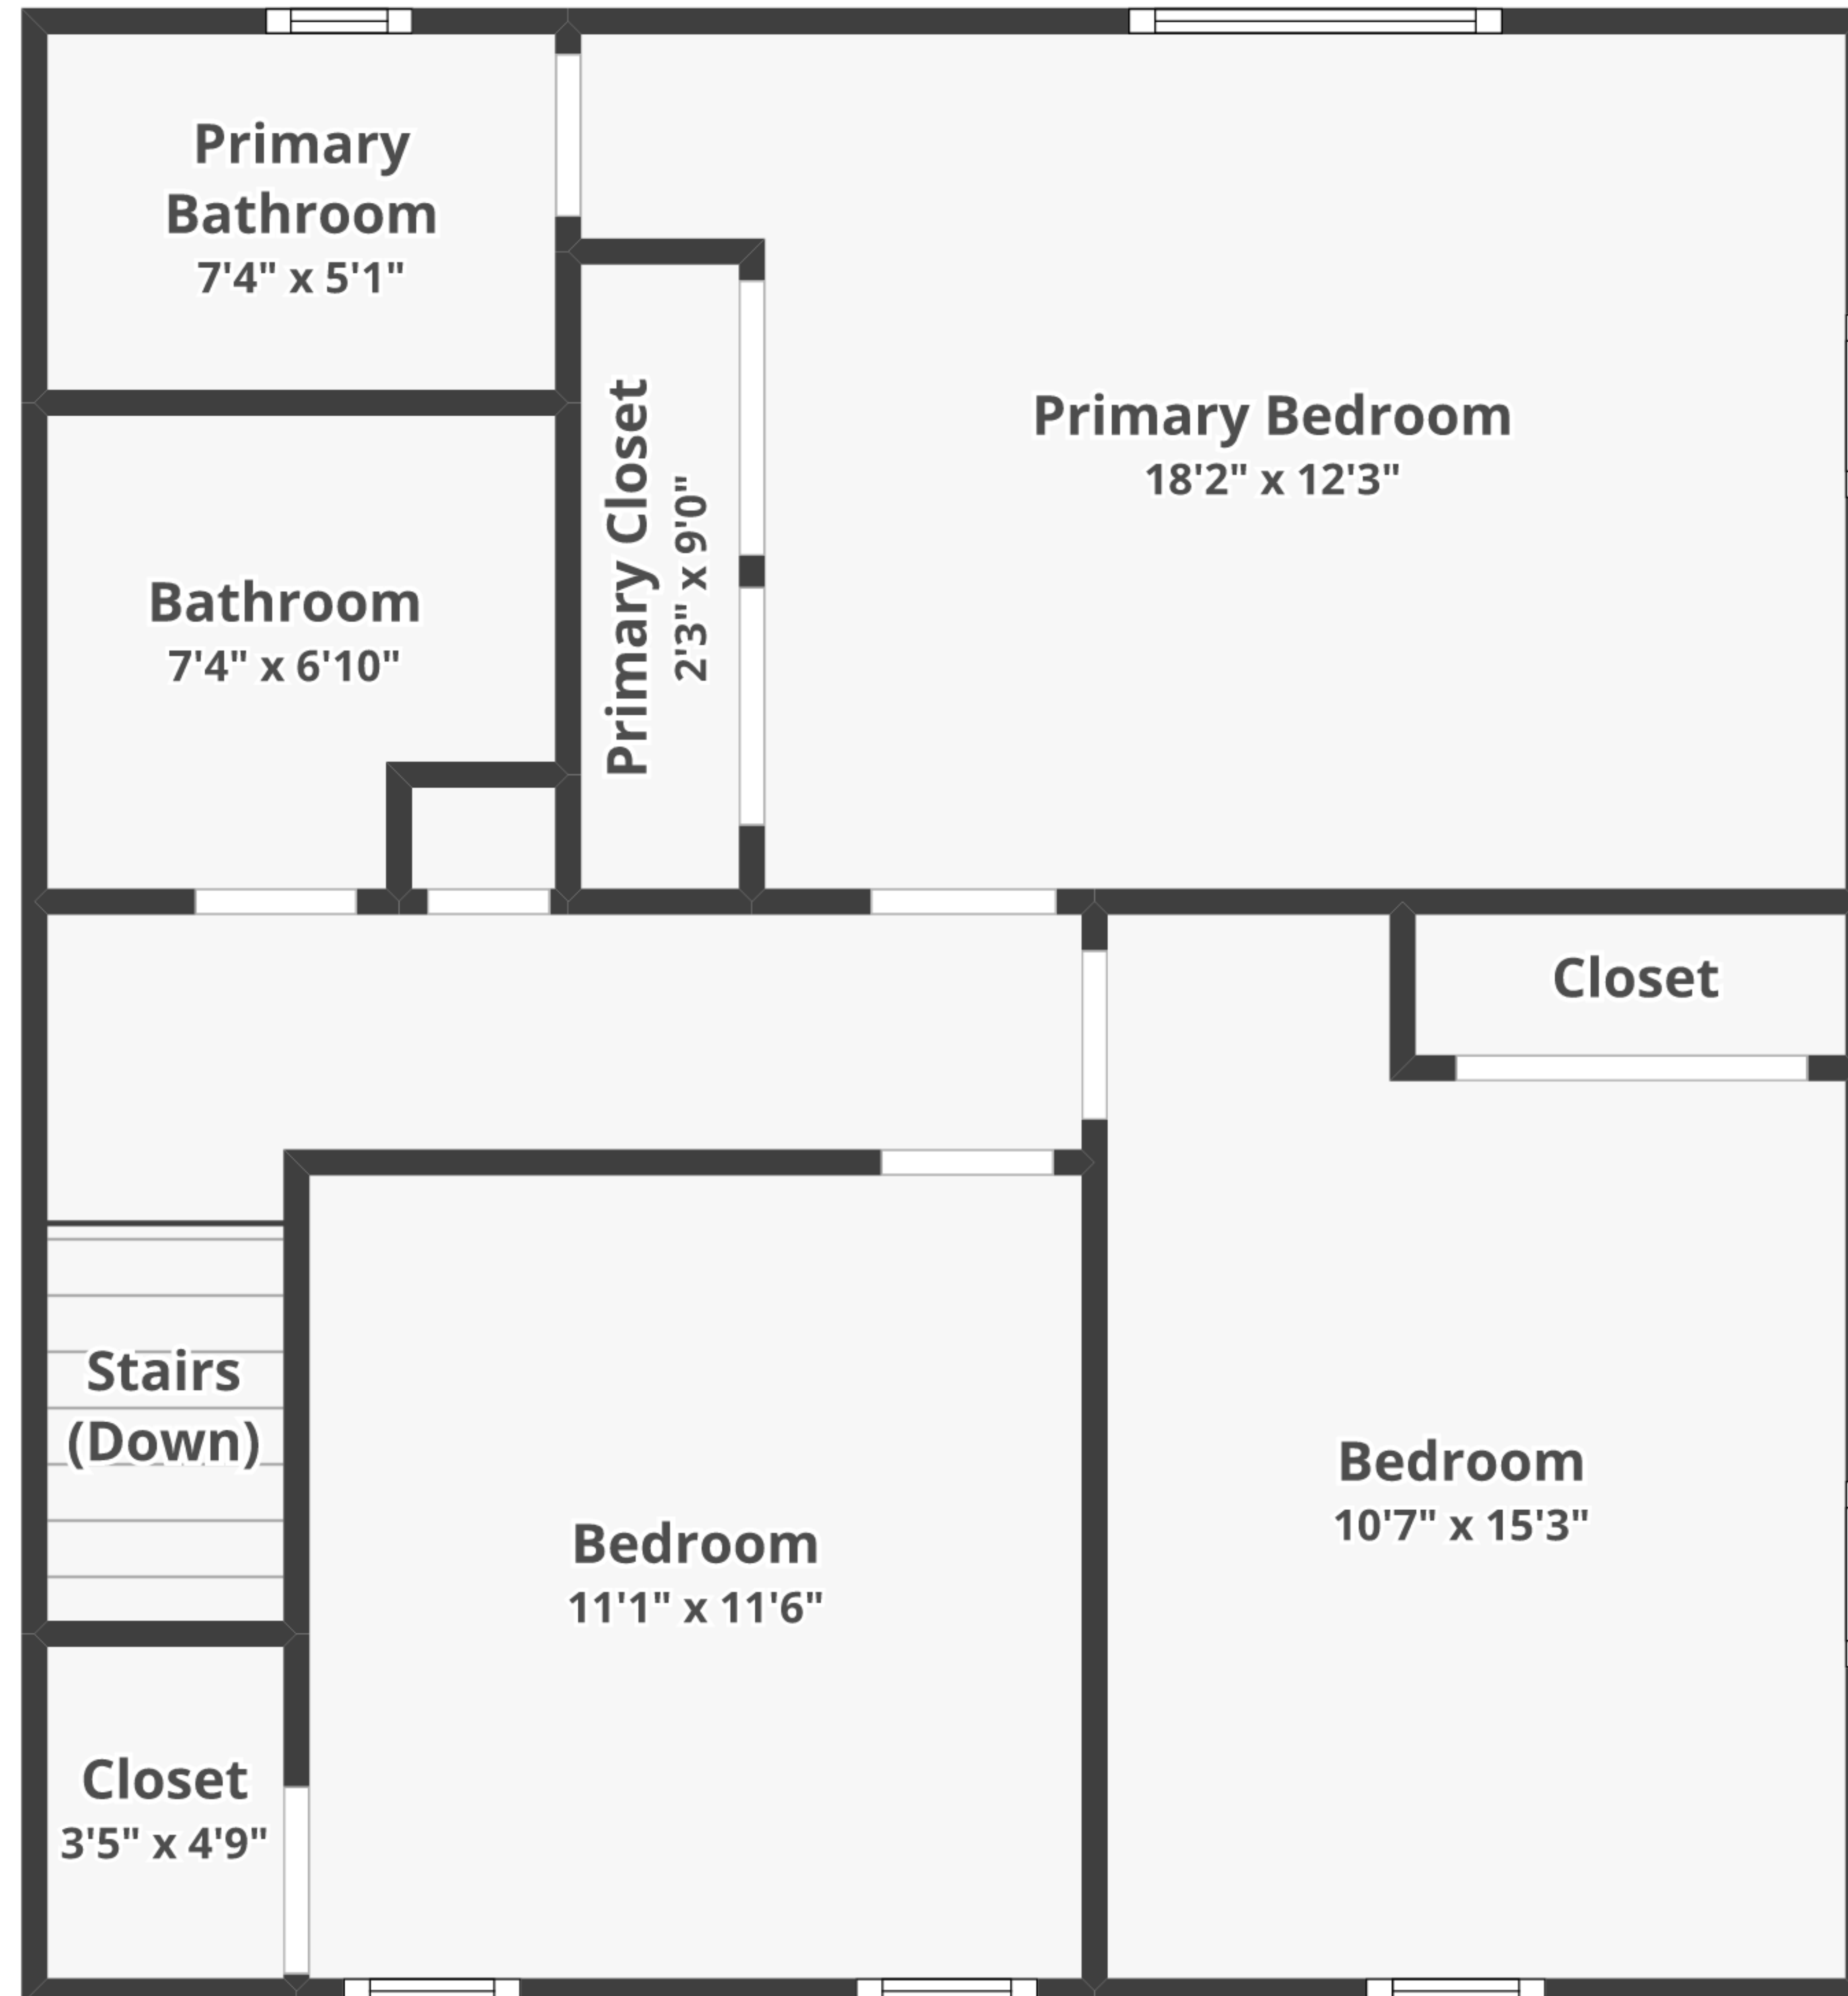 Primary
Bathroom
7'4" x 5'1"
Primary Bedroom
18'2" x 12'3"
Primary Closet
2'3" x 9'0"
Bathroom
7'4" x 6'10"
Closet
Stairs
(Down)
Bedroom
10'7" x 15'3"
Bedroom
11'1" x 11'6"
Closet
3'5" x 4'9"